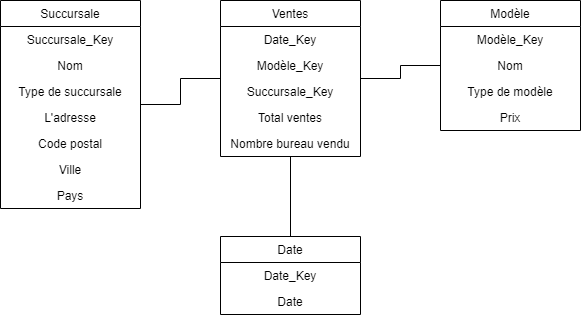 Succursale
Succursale_Key
Nom
Type de succursale
L'adresse
Code postal
Ville
Pays
Ventes
Date_Key
Modèle_Key
Succursale_Key
Total ventes
Nombre bureau vendu
Modèle
Modèle_Key
Nom
Type de modèle
Prix
Date
Date_Key
Date